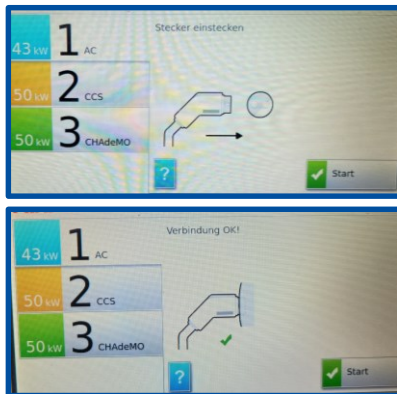 Stecker einstecken
43 kW 1 AC
50 kW 2 CCS
50 kW 3 CHAdeMO
?
Start
Verbindung OK!
43 kW 1 AC
50 kW 2 CCS
50 kW 3 CHAdeMO
?
Start